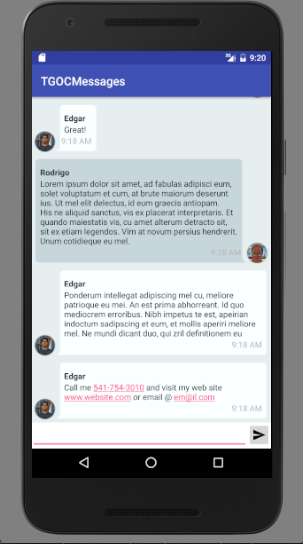 9:20
TGOCMessages
Edgar
Great!
9:18 AM
Rodrigo
Lorem ipsum dolor sit amet, ad fabulas adipisci eum,
solet voluptatum et cum, at brute maiorum deserunt
ius. Ut mel elit delectus, id eum graecis antiopam.
His ne aliquid sanctus, vis ex placerat interpretaris. Et
quando maiestatis vis, cu amet alterum detracto sit,
sit ex etiam legendos. Vim at novum persius hendrerit.
Unum cotidieque eu mel.
9:18 AM
Edgar
Ponderum intellegat adipiscing mel cu, meliore
patrioque eu mei. An est prima abhorreant. Id quo
mediocrem erroribus. Nibh impetus te est, apeirian
indoctum sadipscing et eum, et mollis aperiri meliore
mel. Ne mundi dicant duo, qui zril definitionem eu
9:18 AM
Edgar
Call me 541-754-3010 and visit my web site
www.website.com or email @ em@il.com
9:18 AM